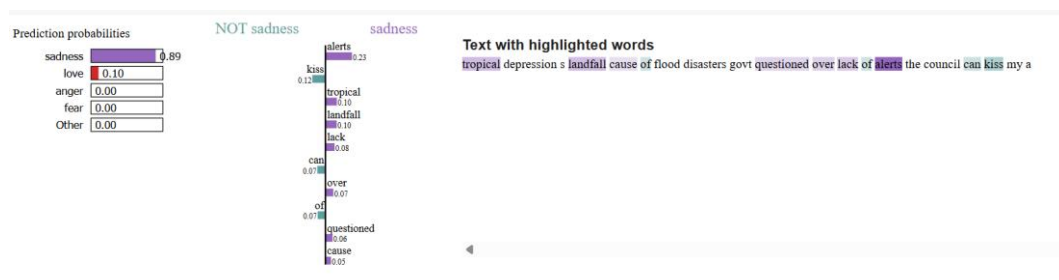 Prediction probabilities
sadness 0.89
love 0.10
anger 0.00
fear 0.00
Other 0.00
NOT sadness sadness
alerts
0.23
kiss
0.12
tropical
0.10
landfall
0.10
lack
0.08
can
0.07
over
0.07
of
0.07
questioned
0.06
cause
0.05
Text with highlighted words
tropical depression s landfall cause of flood disasters govt questioned over lack of alerts the council can kiss my a